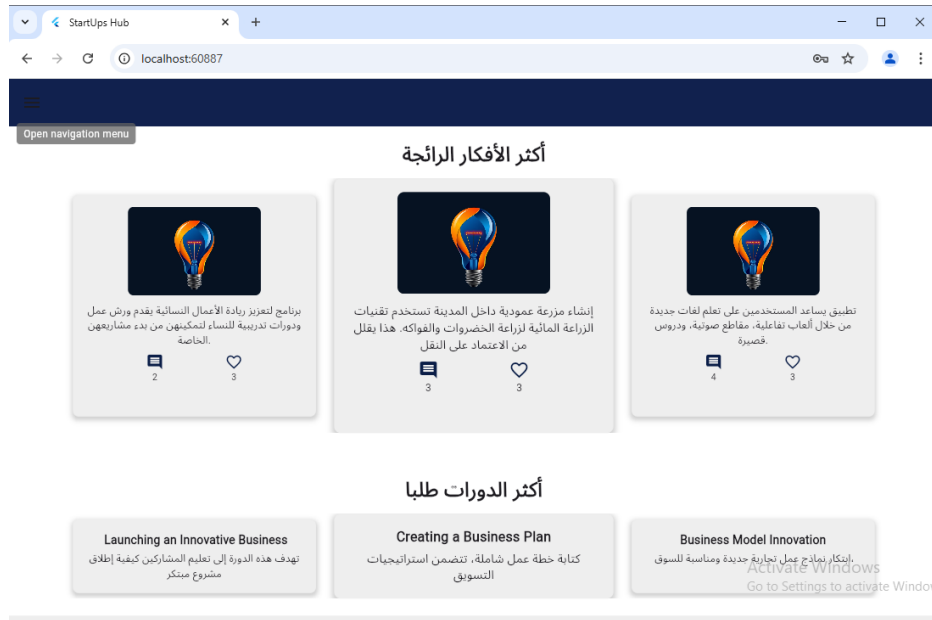 StartUps Hub
localhost:60887
Open navigation menu
أكثر الأفكار الرائجة
تطبيق يساعد المستخدمين على تعلم لغات جديدة
من خلال ألعاب تفاعلية، مقاطع صوتية، ودروس
قصيرة.
4
3
إنشاء مزرعة عمودية داخل المدينة تستخدم تقنيات
الزراعة المائية لزراعة الخضروات والفواكه. هذا يقلل
من الاعتماد على النقل
3
3
برنامج لتعزيز ريادة الأعمال النسائية يقدم ورش عمل
ودورات تدريبية للنساء لتمكينهن من بدء مشاريعهن
الخاصة.
2
3
أكثر الدورات طلبا
Business Model Innovation
ابتكار نماذج عمل تجارية جديدة ومناسبة للسوق.
Creating a Business Plan
كتابة خطة عمل شاملة، تتضمن استراتيجيات
التسويق
Launching an Innovative Business
تهدف هذه الدورة إلى تعليم المشاركين كيفية إطلاق
مشروع مبتكر
Activate Windows
Go to Settings to activate Window